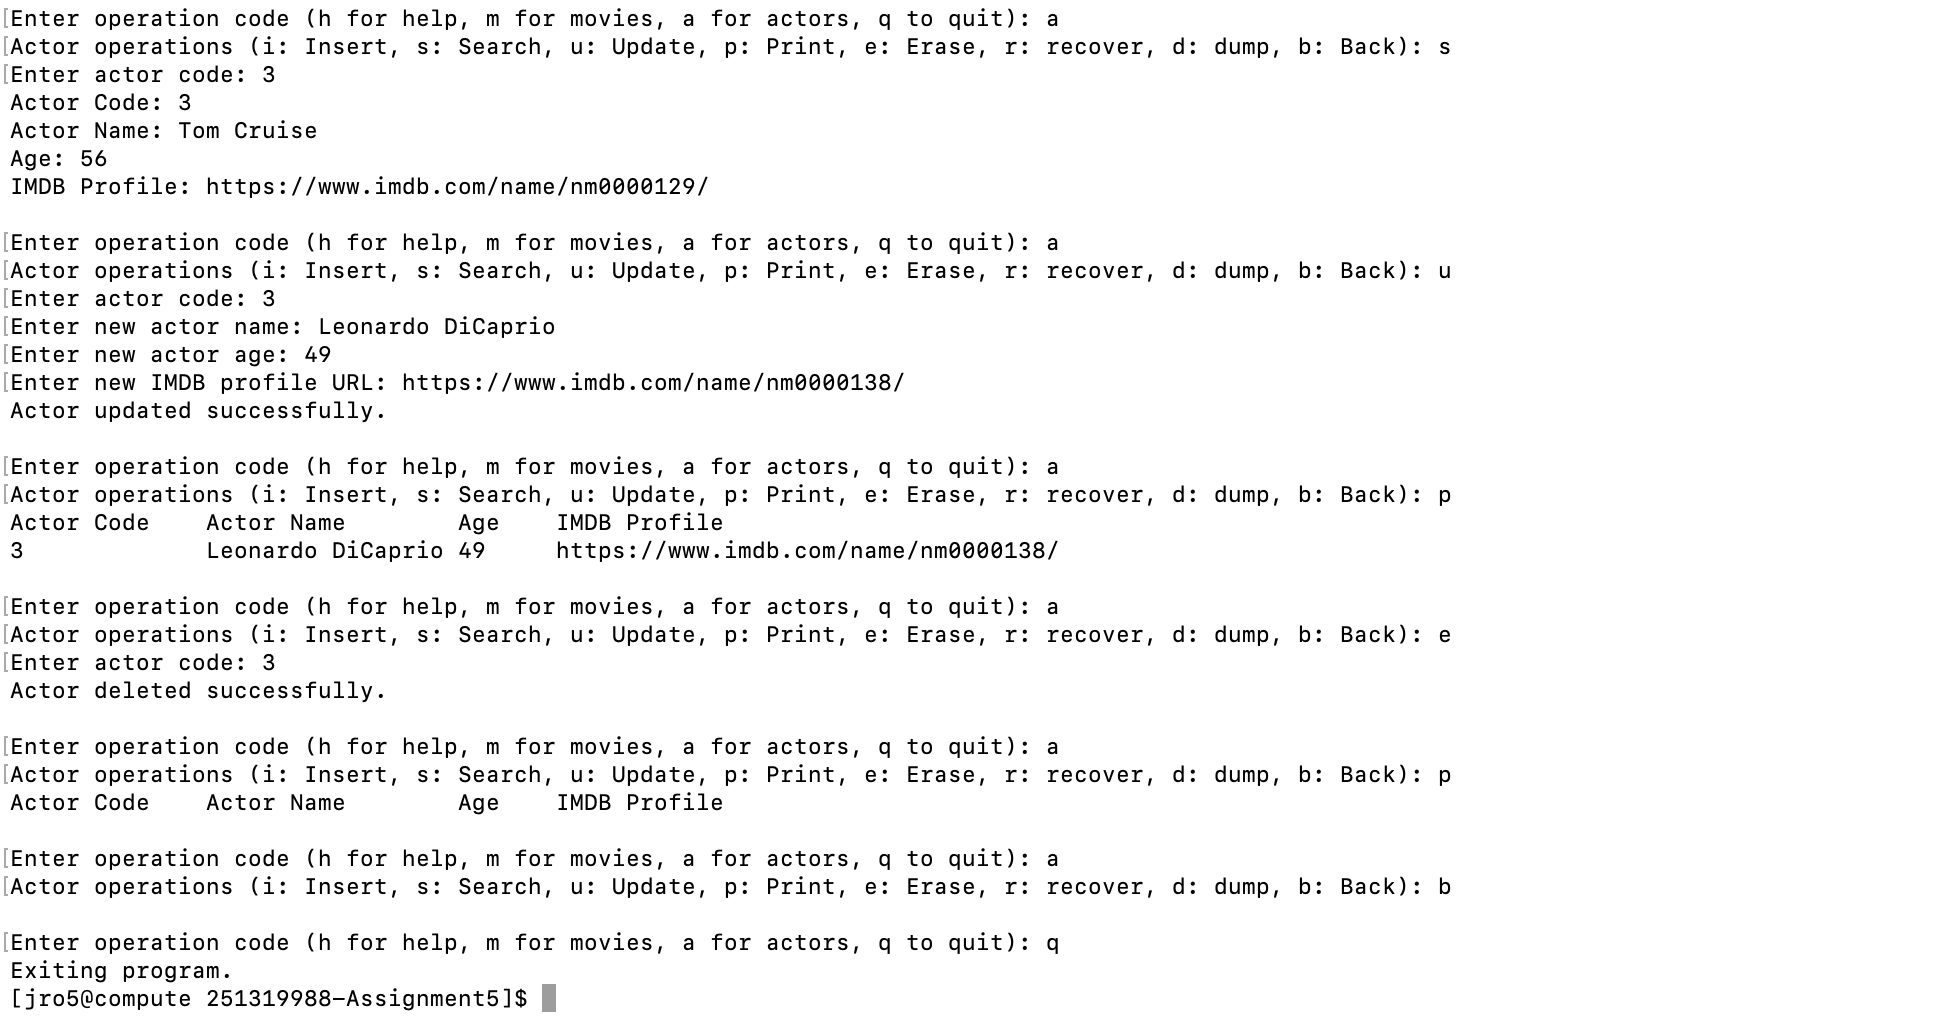 [Enter operation code (h for help, m for movies, a for actors, q to quit): a
[Actor operations (i: Insert, s: Search, u: Update, p: Print, e: Erase, r: recover, d: dump, b: Back): s
[Enter actor code: 3
Actor Code: 3
Actor Name: Tom Cruise
Age: 56
IMDB Profile: https://www.imdb.com/name/nm0000129/

[Enter operation code (h for help, m for movies, a for actors, q to quit): a
[Actor operations (i: Insert, s: Search, u: Update, p: Print, e: Erase, r: recover, d: dump, b: Back): u
[Enter actor code: 3
[Enter new actor name: Leonardo DiCaprio
[Enter new actor age: 49
[Enter new IMDB profile URL: https://www.imdb.com/name/nm0000138/
Actor updated successfully.

[Enter operation code (h for help, m for movies, a for actors, q to quit): a
[Actor operations (i: Insert, s: Search, u: Update, p: Print, e: Erase, r: recover, d: dump, b: Back): p
Actor Code    Actor Name        Age    IMDB Profile
3             Leonardo DiCaprio 49     https://www.imdb.com/name/nm0000138/

[Enter operation code (h for help, m for movies, a for actors, q to quit): a
[Actor operations (i: Insert, s: Search, u: Update, p: Print, e: Erase, r: recover, d: dump, b: Back): e
[Enter actor code: 3
Actor deleted successfully.

[Enter operation code (h for help, m for movies, a for actors, q to quit): a
[Actor operations (i: Insert, s: Search, u: Update, p: Print, e: Erase, r: recover, d: dump, b: Back): p
Actor Code    Actor Name        Age    IMDB Profile

[Enter operation code (h for help, m for movies, a for actors, q to quit): a
[Actor operations (i: Insert, s: Search, u: Update, p: Print, e: Erase, r: recover, d: dump, b: Back): b

[Enter operation code (h for help, m for movies, a for actors, q to quit): q
Exiting program.
[jro5@compute 251319988-Assignment5]$